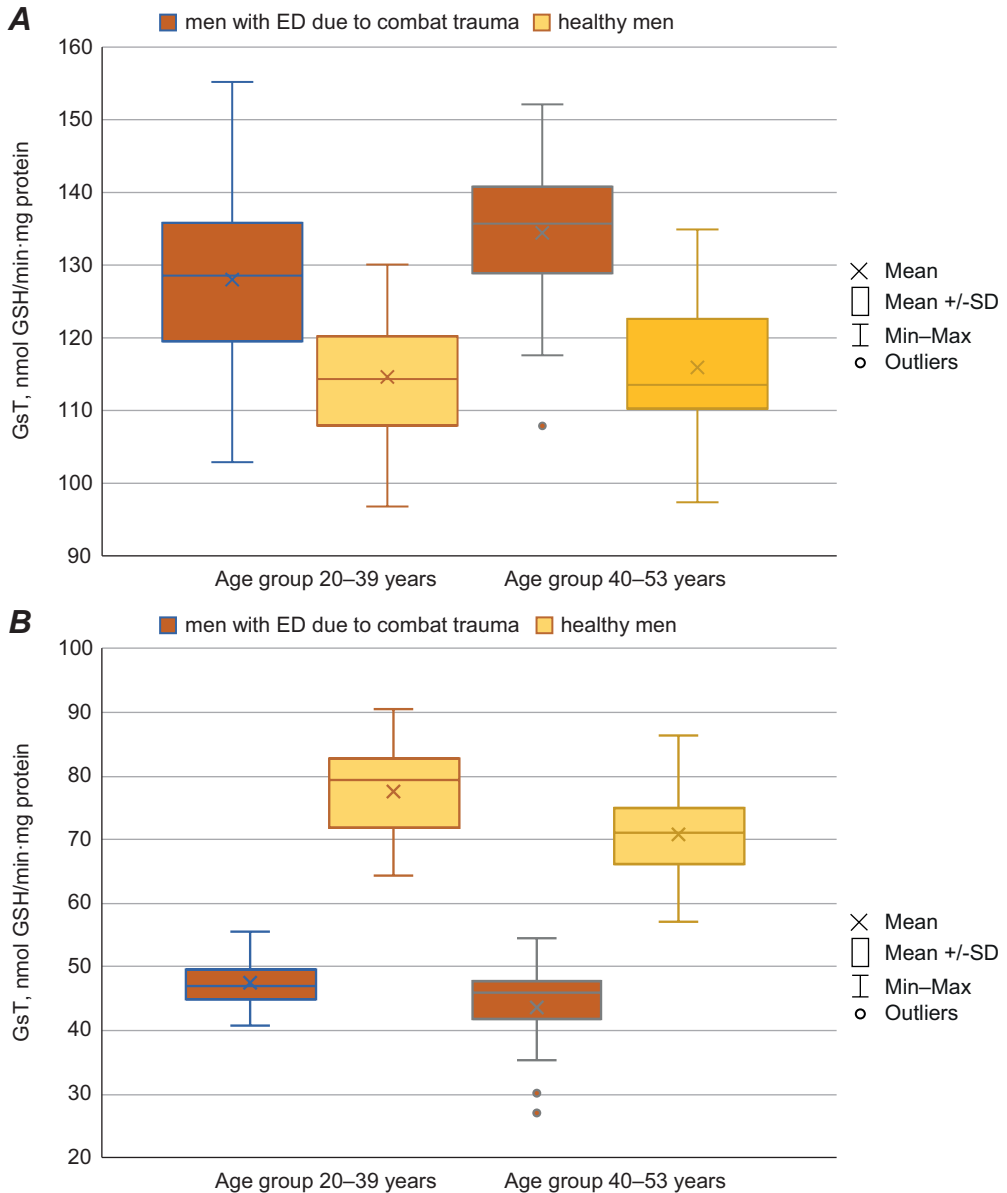 A
men with ED due to combat trauma healthy men
160
150
140
130
120
110
100
90
GsT, nmol GSH/min·mg protein
Age group 20–39 years Age group 40–53 years
Mean
Mean +/-SD
Min–Max
Outliers
B
men with ED due to combat trauma healthy men
100
90
80
70
60
50
40
30
20
GsT, nmol GSH/min·mg protein
Age group 20–39 years Age group 40–53 years
Mean
Mean +/-SD
Min–Max
Outliers